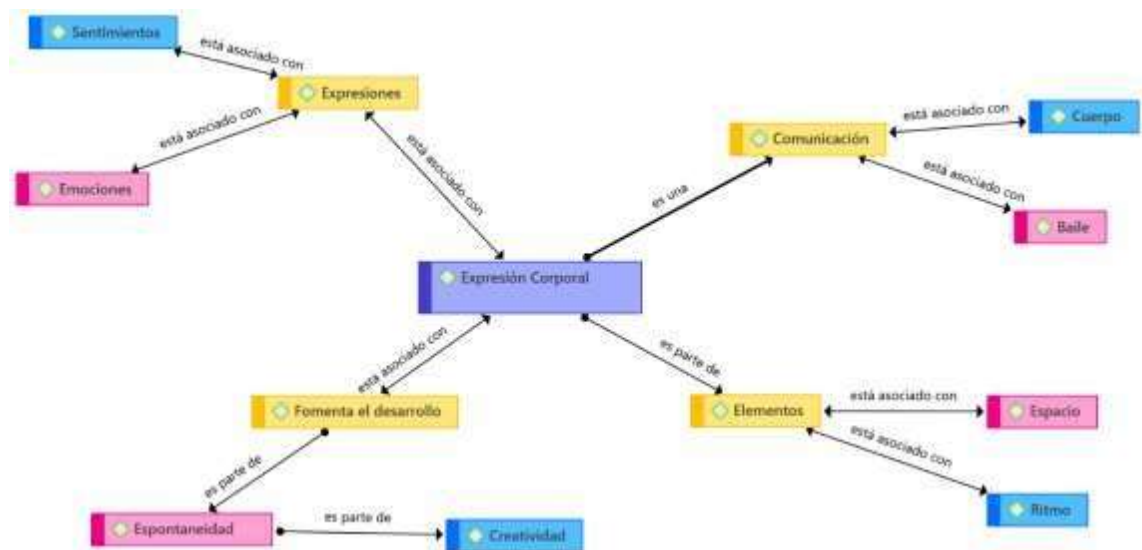 Sentimientos
está asociado con
Expresiones
está asociado con
Emociones
está asociado con
Comunicación
está asociado con
Cuerpo
está asociado con
Baile
es una
Expresión Corporal
está asociado con
Fomenta el desarrollo
es parte de
Espontaneidad
es parte de
Creatividad
es parte de
Elementos
está asociado con
Espacio
está asociado con
Ritmo